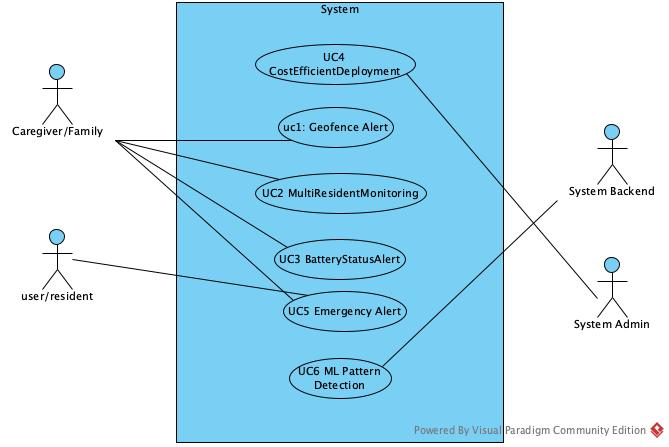 System
UC4
CostEfficientDeployment
Caregiver/Family
uc1: Geofence Alert
System Backend
UC2 MultiResidentMonitoring
UC3 BatteryStatusAlert
user/resident
UC5 Emergency Alert
System Admin
UC6 ML Pattern
Detection
Powered By Visual Paradigm Community Edition